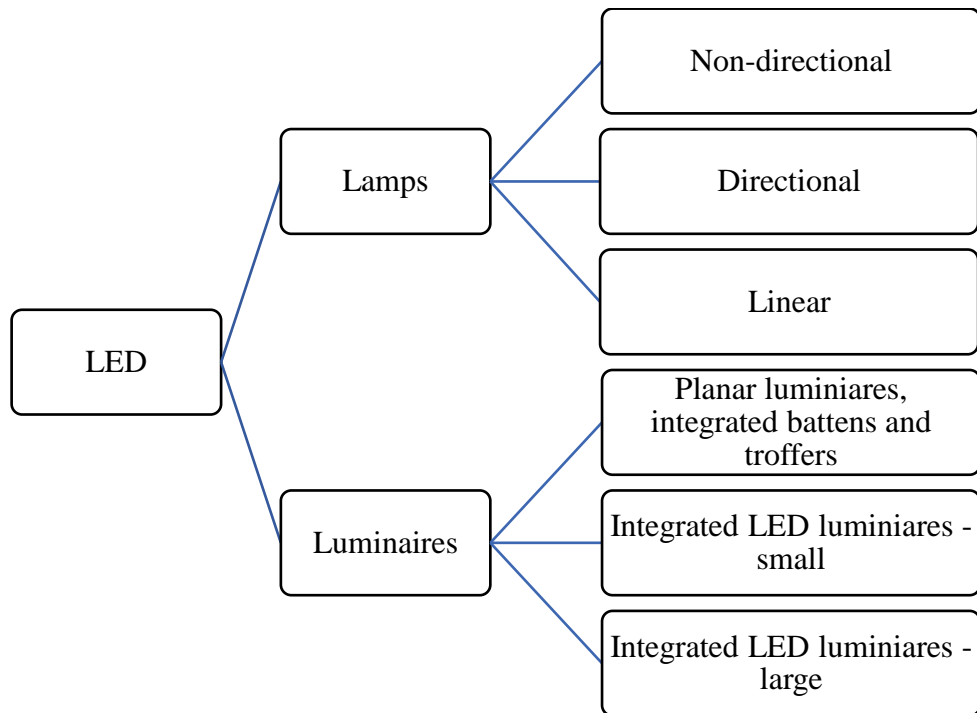 Non-directional
Lamps
Directional
Linear
LED
Planar luminiares,
integrated battens and
troffers
Luminaires
Integrated LED luminiares -
small
Integrated LED luminiares -
large